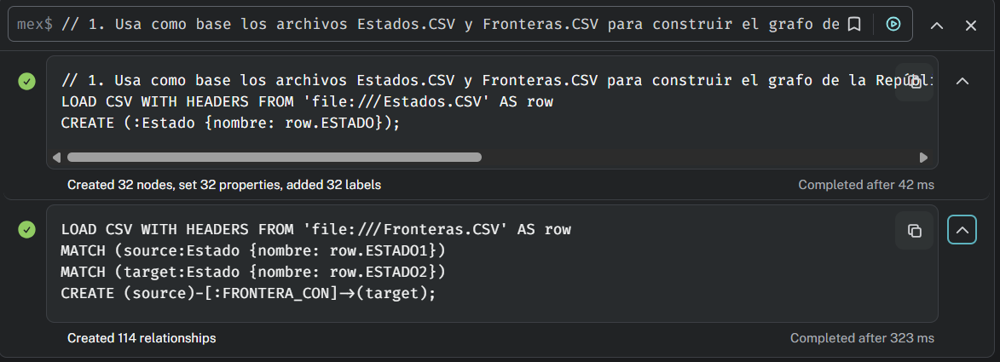 mex$ // 1. Usa como base los archivos Estados.CSV y Fronteras.CSV para construir el grafo de
// 1. Usa como base los archivos Estados.CSV y Fronteras.CSV para construir el grafo de la Repúbli
LOAD CSV WITH HEADERS FROM 'file:///Estados.CSV' AS row
CREATE (:Estado {nombre: row.ESTADO});
Created 32 nodes, set 32 properties, added 32 labels
Completed after 42 ms
LOAD CSV WITH HEADERS FROM 'file:///Fronteras.CSV' AS row
MATCH (source:Estado {nombre: row.ESTADO1})
MATCH (target:Estado {nombre: row.ESTADO2})
CREATE (source)-[:FRONTERA_CON]->(target);
Created 114 relationships
Completed after 323 ms